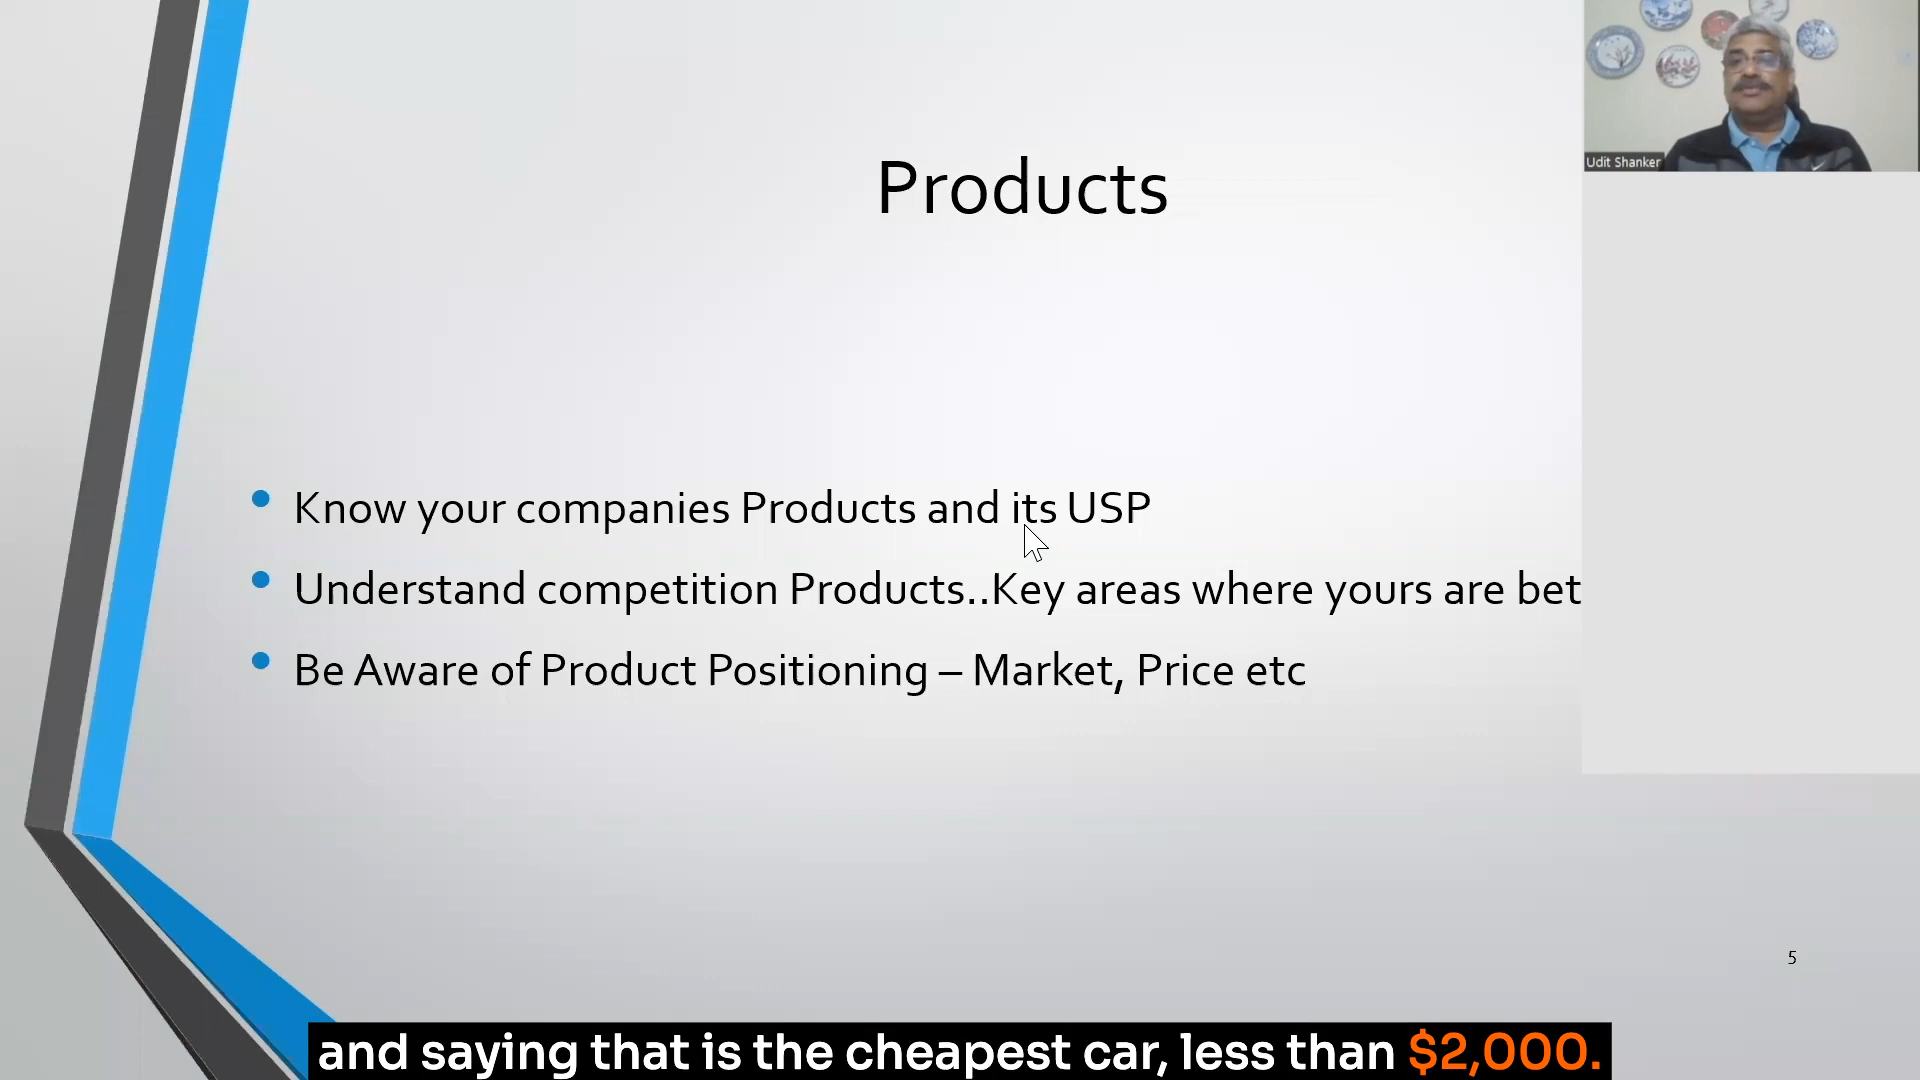 Udit Shanker
Products
Know your companies Products and its USP
Understand competition Products..Key areas where yours are bet
Be Aware of Product Positioning – Market, Price etc
5
and saying that is the cheapest car, less than $2,000.